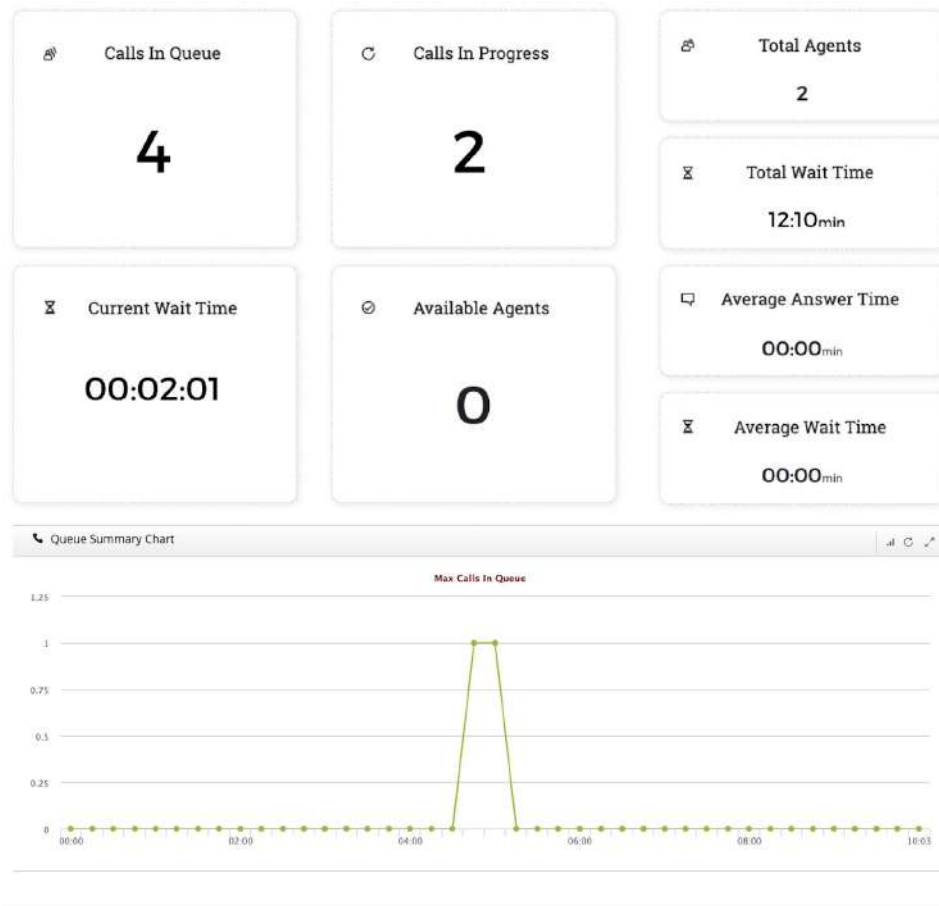 Calls In Queue
4
Calls In Progress
2
Total Agents
2
Total Wait Time
12:10min
Current Wait Time
00:02:01
Available Agents
0
Average Answer Time
00:00min
Average Wait Time
00:00min
Queue Summary Chart
Max Calls In Queue
1.25
1
0.75
0.5
0.25
0
00:00 02:00 04:00 06:00 08:00 10:03